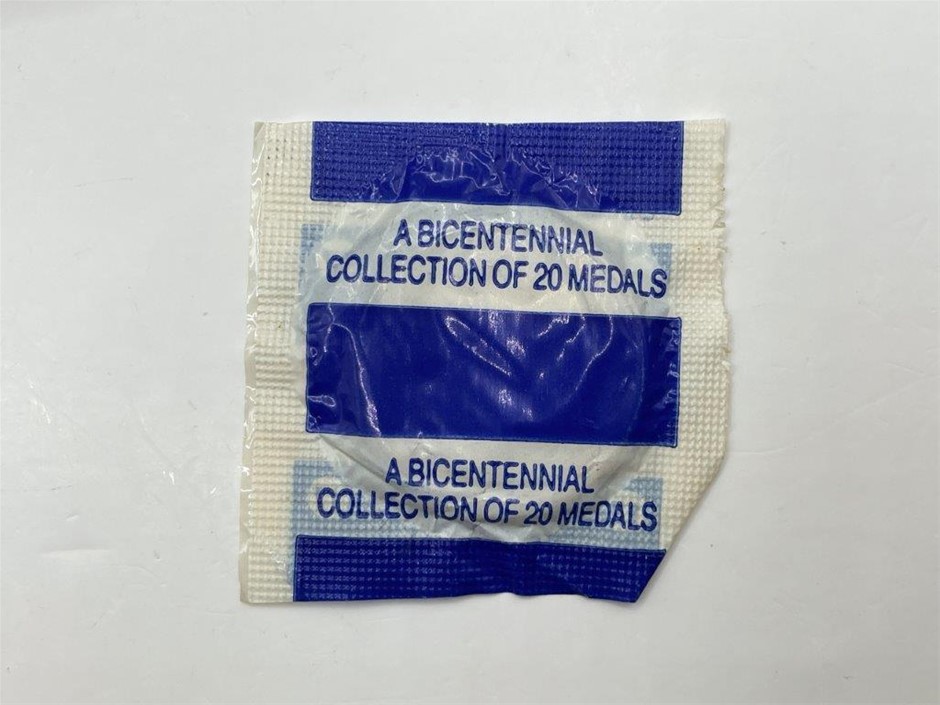 A BICENTENNIAL
COLLECTION OF 20 MEDALS
A BICENTENNIAL
COLLECTION OF 20 MEDALS